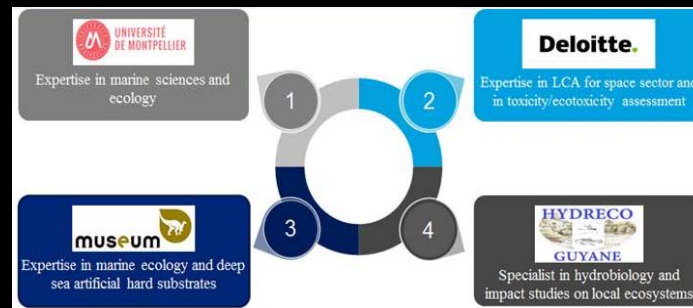 UNIVERSITÉ
DE MONTPELLIER
Expertise in marine sciences and
ecology
1
Deloitte.
Expertise in LCA for space sector and
in toxicity/ecotoxicity assessment
2
museum
Expertise in marine ecology and deep
sea artificial hard substrates
3
HYDRECO
GUYANE
Specialist in hydrobiology and
impact studies on local ecosystems
4